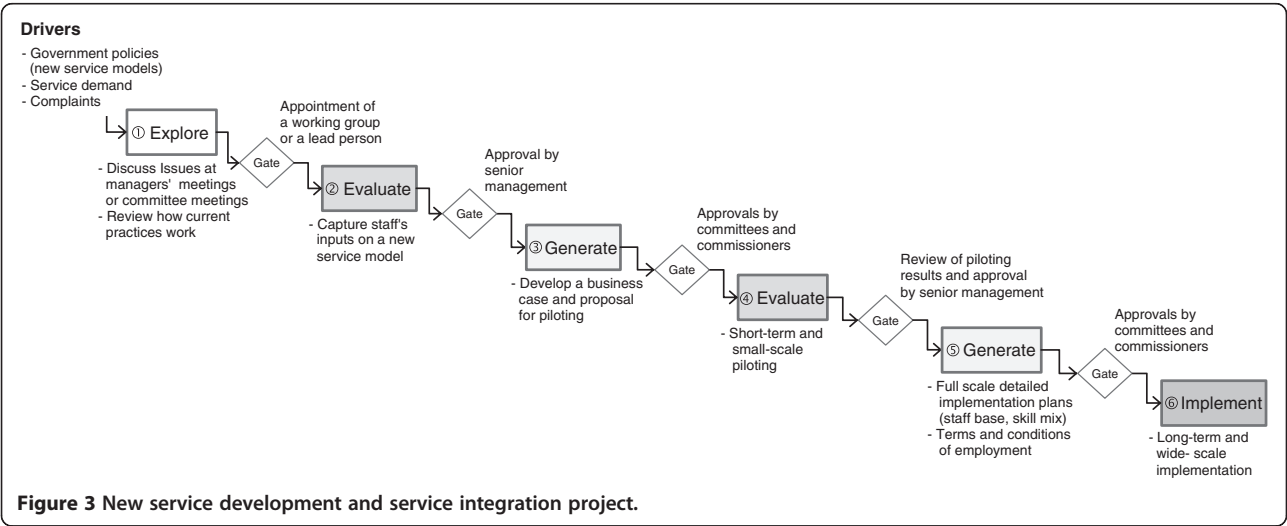 Drivers
- Government policies
(new service models)
- Service demand
- Complaints
① Explore
- Discuss Issues at
managers' meetings
or committee meetings
- Review how current
practices work
Gate
Appointment of
a working group
or a lead person
② Evaluate
- Capture staff's
inputs on a new
service model
Gate
Approval by
senior
management
③ Generate
- Develop a business
case and proposal
for piloting
Gate
Approvals by
committees and
commissioners
④ Evaluate
- Short-term and
small-scale
piloting
Gate
Review of piloting
results and approval
by senior management
⑤ Generate
- Full scale detailed
implementation plans
(staff base, skill mix)
- Terms and conditions
of employment
Gate
Approvals by
committees and
commissioners
⑥ Implement
- Long-term and
wide- scale
implementation
Figure 3 New service development and service integration project.